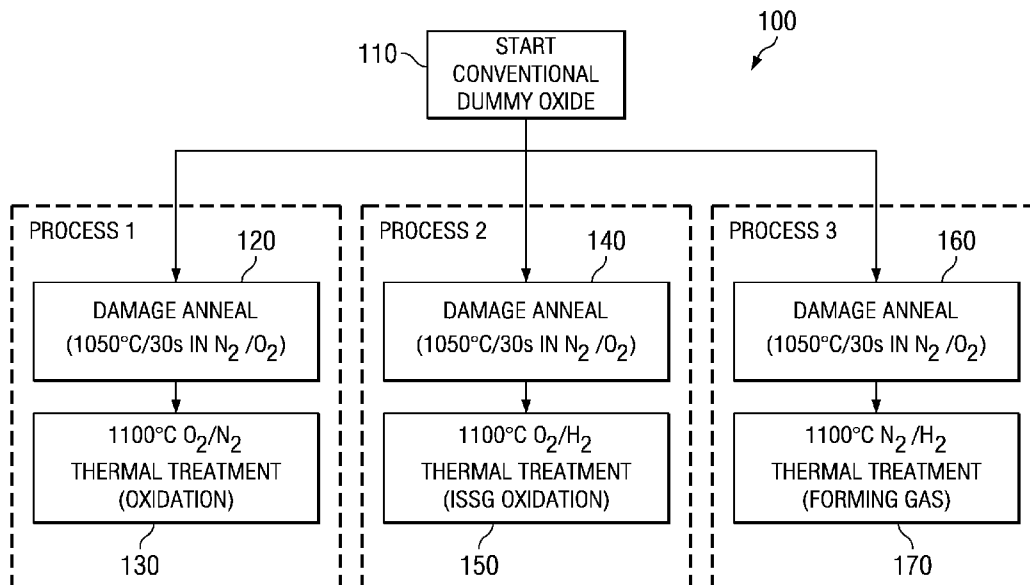 100
110
START
CONVENTIONAL
DUMMY OXIDE
PROCESS 1
120
DAMAGE ANNEAL
(1050°C/30s IN N2/O2)
1100°C O2/N2
THERMAL TREATMENT
(OXIDATION)
130
PROCESS 2
140
DAMAGE ANNEAL
(1050°C/30s IN N2/O2)
1100°C O2/H2
THERMAL TREATMENT
(ISSG OXIDATION)
150
PROCESS 3
160
DAMAGE ANNEAL
(1050°C/30s IN N2/O2)
1100°C N2/H2
THERMAL TREATMENT
(FORMING GAS)
170